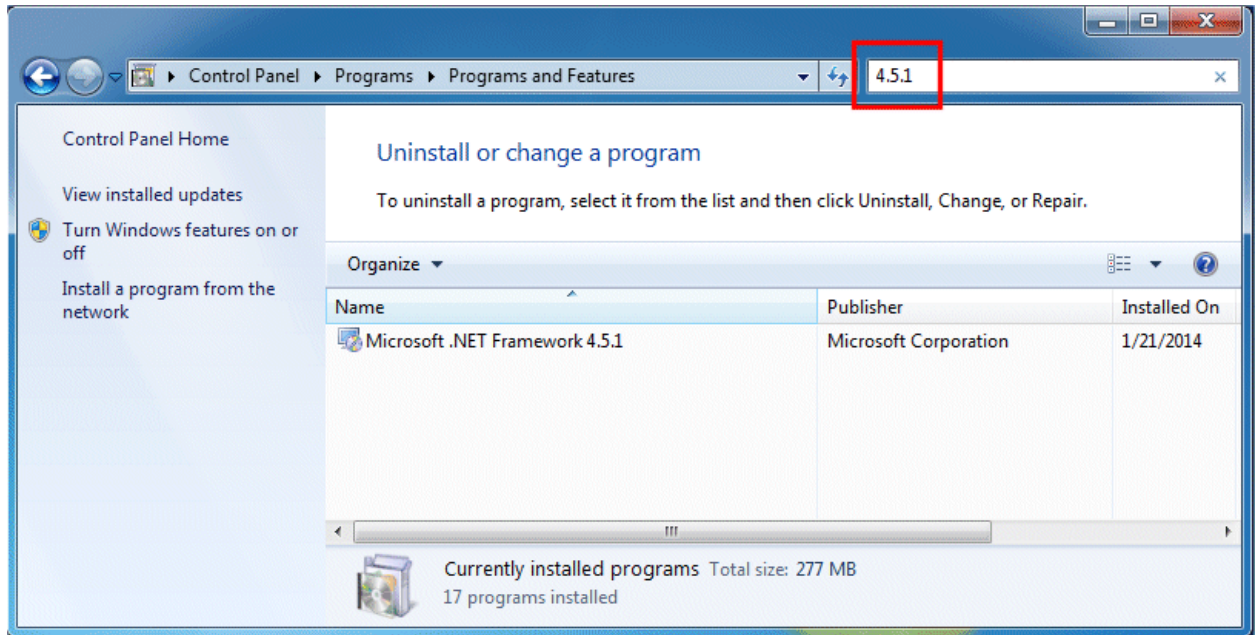 Control Panel Programs Programs and Features
4.5.1
Control Panel Home
View installed updates
Turn Windows features on or
off
Install a program from the
network
Uninstall or change a program
To uninstall a program, select it from the list and then click Uninstall, Change, or Repair.
Organize
Name Publisher Installed On
Microsoft .NET Framework 4.5.1 Microsoft Corporation 1/21/2014
Currently installed programs Total size: 277 MB
17 programs installed